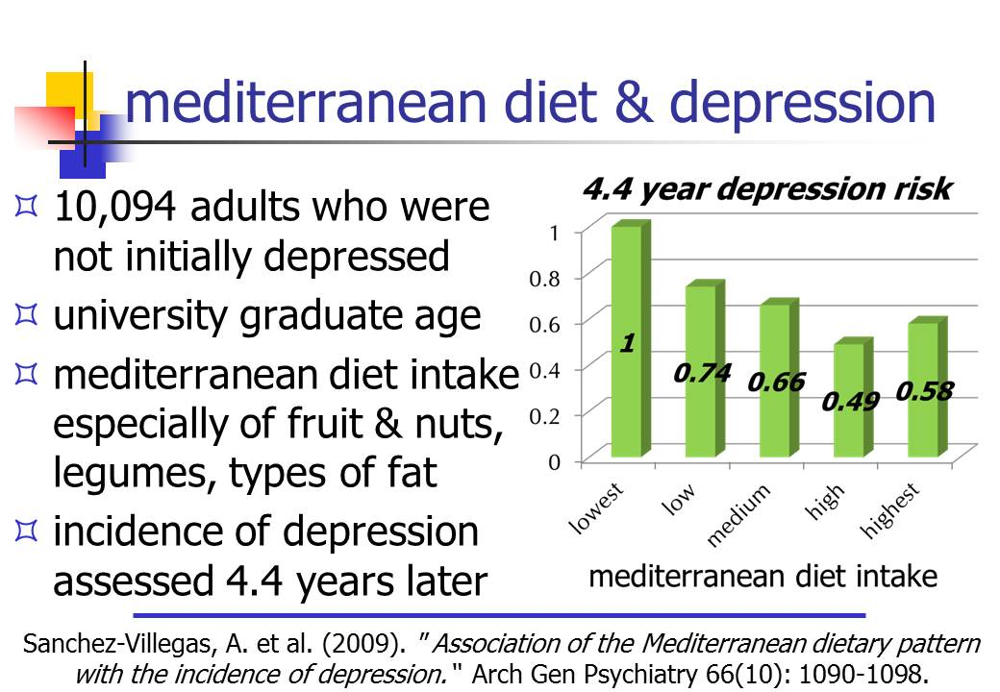 mediterranean diet & depression
10,094 adults who were
not initially depressed
university graduate age
mediterranean diet intake
especially of fruit & nuts,
legumes, types of fat
incidence of depression
assessed 4.4 years later
4.4 year depression risk
1
0.8
0.6
0.4
0.2
0
1
0.74
0.66
0.49
0.58
lowest
low
medium
high
highest
mediterranean diet intake
Sanchez-Villegas, A. et al. (2009). "Association of the Mediterranean dietary pattern
with the incidence of depression." Arch Gen Psychiatry 66(10): 1090-1098.